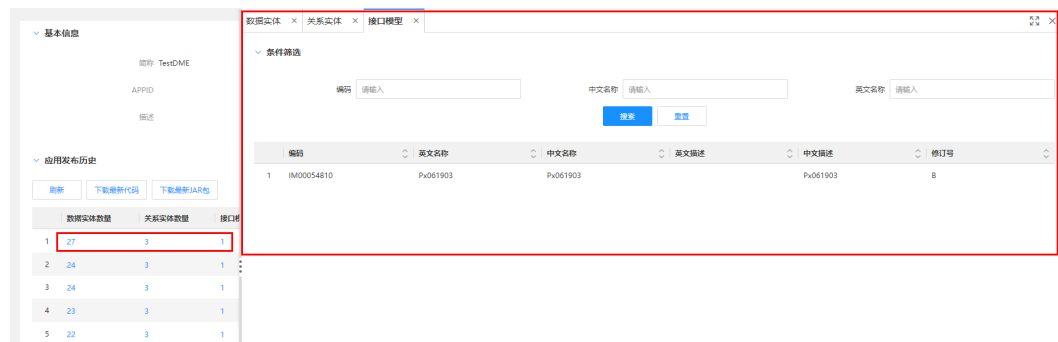 基本信息
简称 TestDME
APPID
描述
应用发布历史
刷新 下载最新代码 下载最新JAR包
数据实体数量 关系实体数量 接口模
1 27 3 1
2 24 3 1
3 24 3 1
4 23 3 1
5 22 3 1
数据实体 × 关系实体 × 接口模型 ×
条件筛选
编码 请输入 中文名称 请输入 英文名称 请输入
搜索 重置
编码 英文名称 中文名称 英文描述 中文描述 修订号
1 IM00054810 Px061903 Px061903 Px061903 B